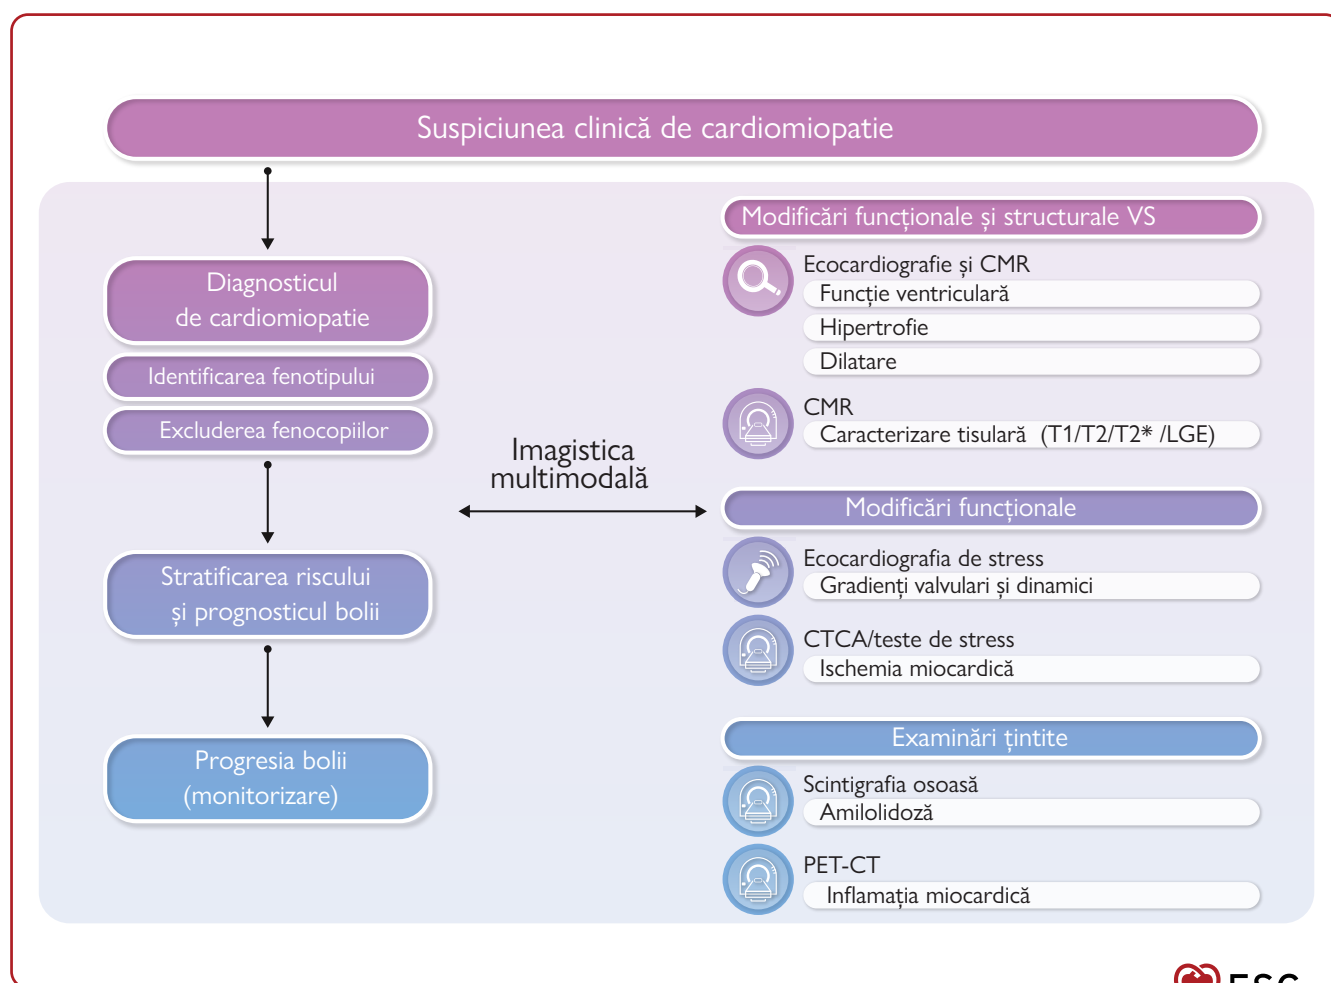 Suspiciunea clinică de cardiomiopatie
Diagnosticul
de cardiomiopatie
Identificarea fenotipului
Excluderea fenocopiilor
Stratificarea riscului
și prognosticul bolii
Progresia bolii
(monitorizare)
Imagistica
multimodală
Modificări funcționale și structurale VS
Ecocardiografie și CMR
Funcție ventriculară
Hipertrofie
Dilatare
CMR
Caracterizare tisulară (T1/T2/T2* /LGE)
Modificări funcționale
Ecocardiografia de stress
Gradienți valvulari și dinamici
CTCA/teste de stress
Ischemia miocardică
Examinări țintite
Scintigrafia osoasă
Amilolidoză
PET-CT
Inflamația miocardică
ESC